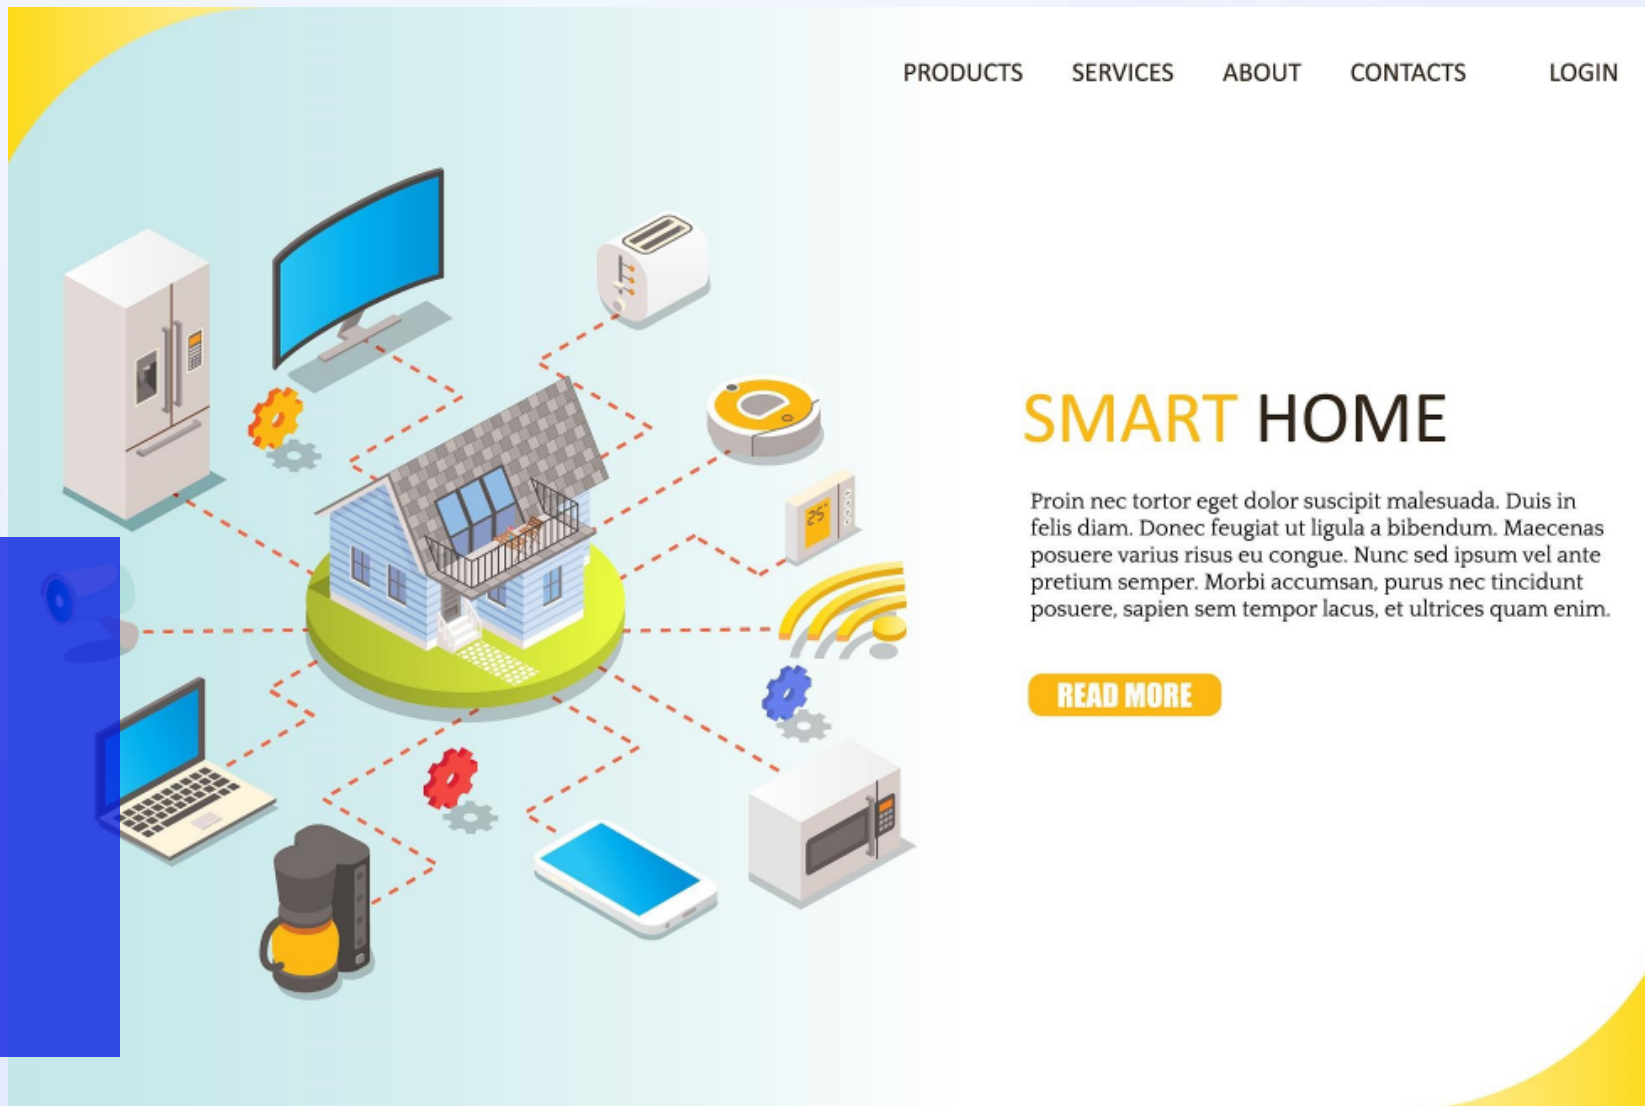 PRODUCTS SERVICES ABOUT CONTACTS LOGIN
25°
SMART HOME
Proin nec tortor eget dolor suscipit malesuada. Duis in
felis diam. Donec feugiat ut ligula a bibendum. Maecenas
posuere varius risus eu congue. Nunc sed ipsum vel ante
pretium semper. Morbi accumsan, purus nec tincidunt
posuere, sapien sem tempor lacus, et ultrices quam enim.
READ MORE